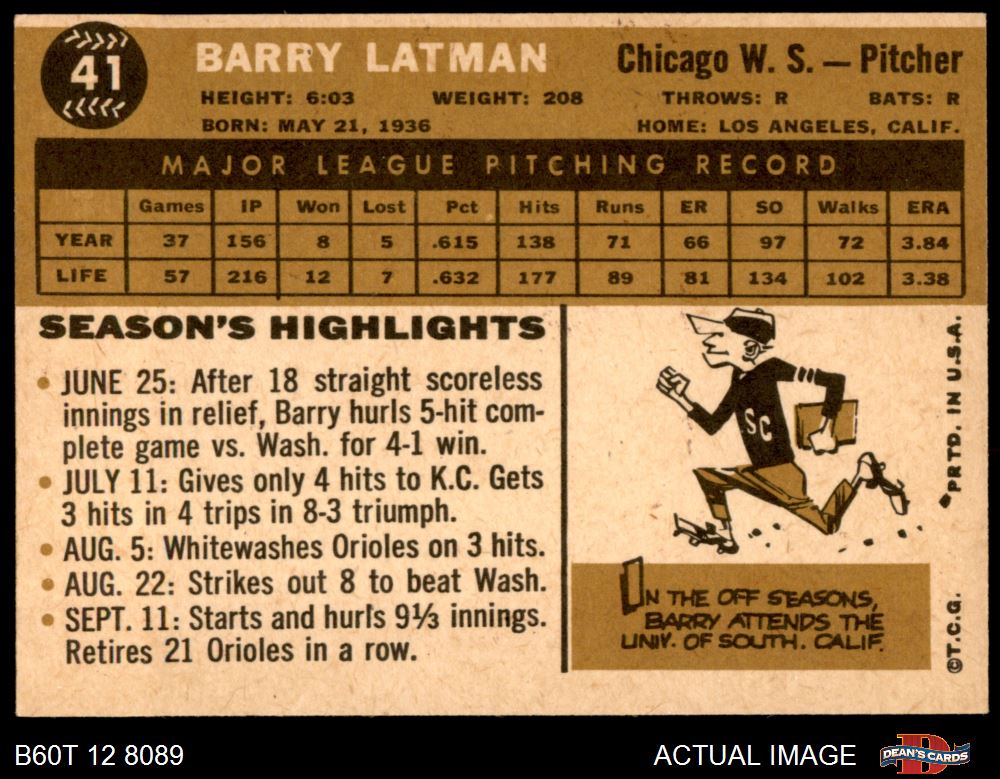 41
BARRY LATMAN
Chicago W. S. — Pitcher
HEIGHT: 6:03 WEIGHT: 208 THROWS: R BATS: R
BORN: MAY 21, 1936 HOME: LOS ANGELES, CALIF.
MAJOR LEAGUE PITCHING RECORD
Games IP Won Lost Pct Hits Runs ER SO Walks ERA
YEAR 37 156 8 5 .615 138 71 66 97 72 3.84
LIFE 57 216 12 7 .632 177 89 81 134 102 3.38
SEASON'S HIGHLIGHTS
• JUNE 25: After 18 straight scoreless
innings in relief, Barry hurls 5-hit com-
plete game vs. Wash. for 4-1 win.
• JULY 11: Gives only 4 hits to K.C. Gets
3 hits in 4 trips in 8-3 triumph.
• AUG. 5: Whitewashes Orioles on 3 hits.
• AUG. 22: Strikes out 8 to beat Wash.
• SEPT. 11: Starts and hurls 9⅓ innings.
Retires 21 Orioles in a row.
SC
IN THE OFF SEASONS,
BARRY ATTENDS THE
UNIV. OF SOUTH. CALIF.
©T.C.G. *PRTD. IN U.S.A.
B60T 12 8089
ACTUAL IMAGE
D
DEAN'S CARDS